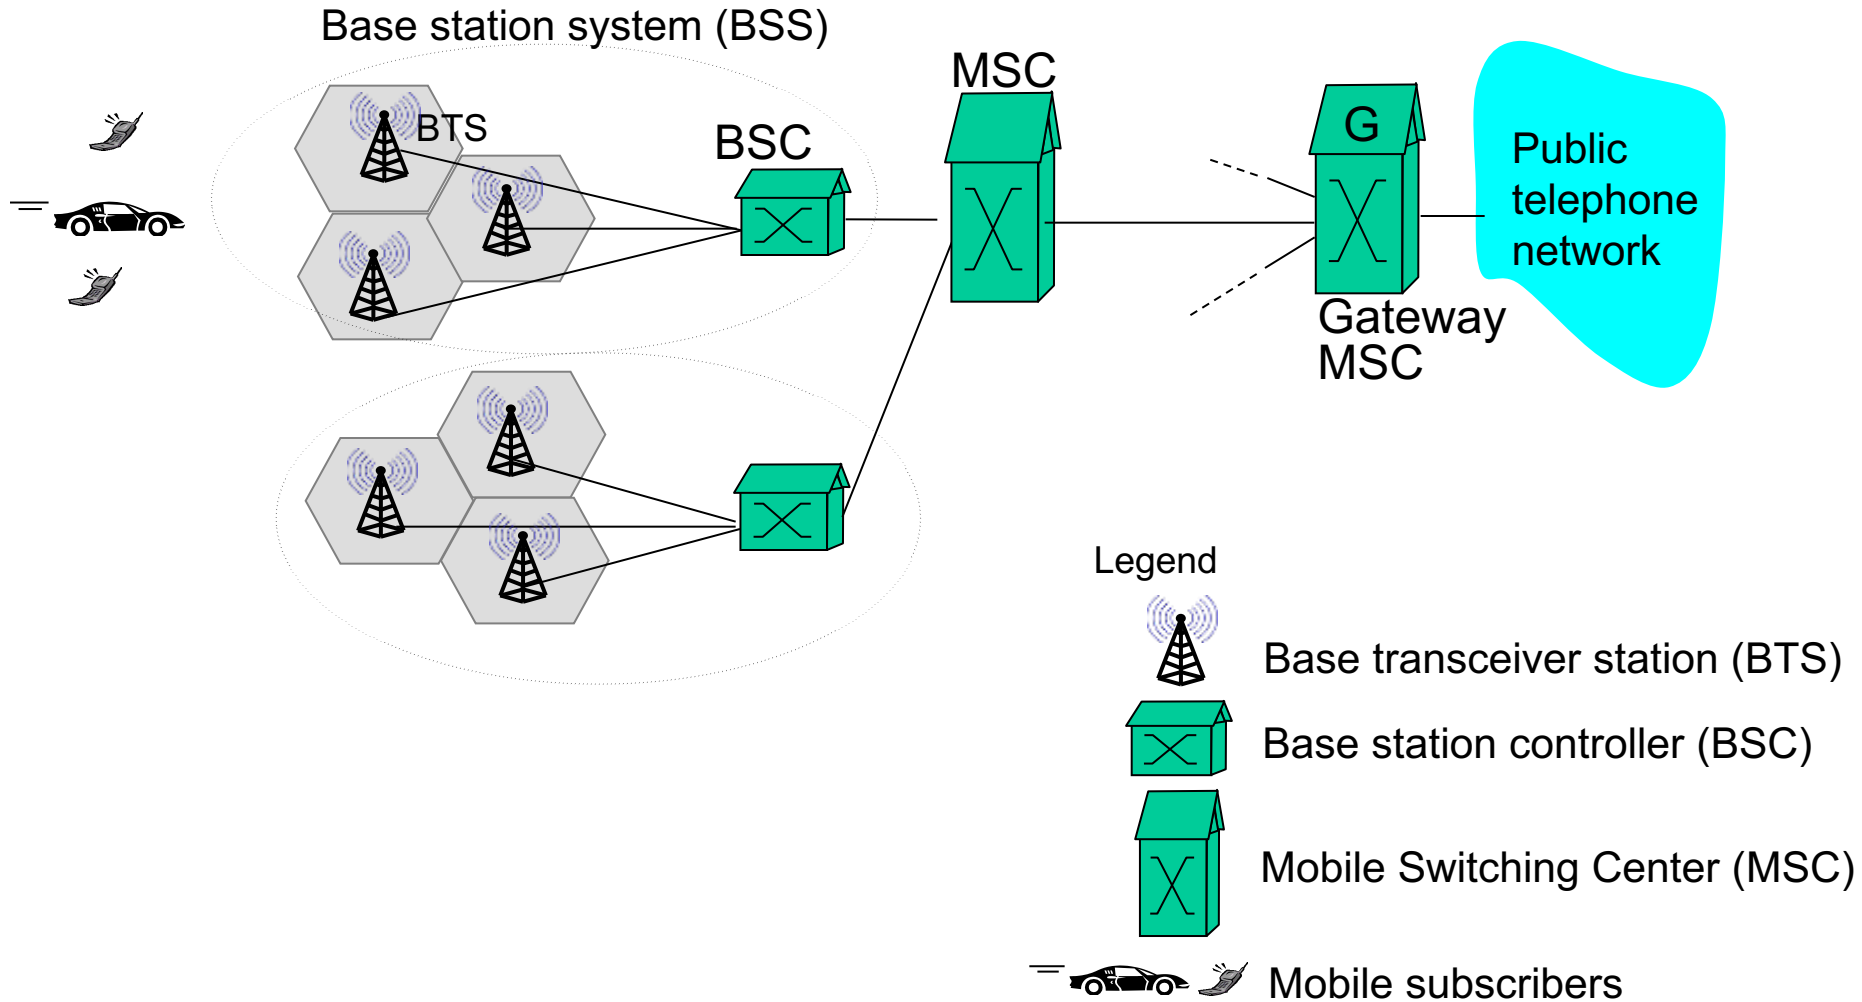 Base station system (BSS)
BTS
BSC
MSC
G
Gateway
MSC
Public
telephone
network
Legend
Base transceiver station (BTS)
Base station controller (BSC)
Mobile Switching Center (MSC)
Mobile subscribers